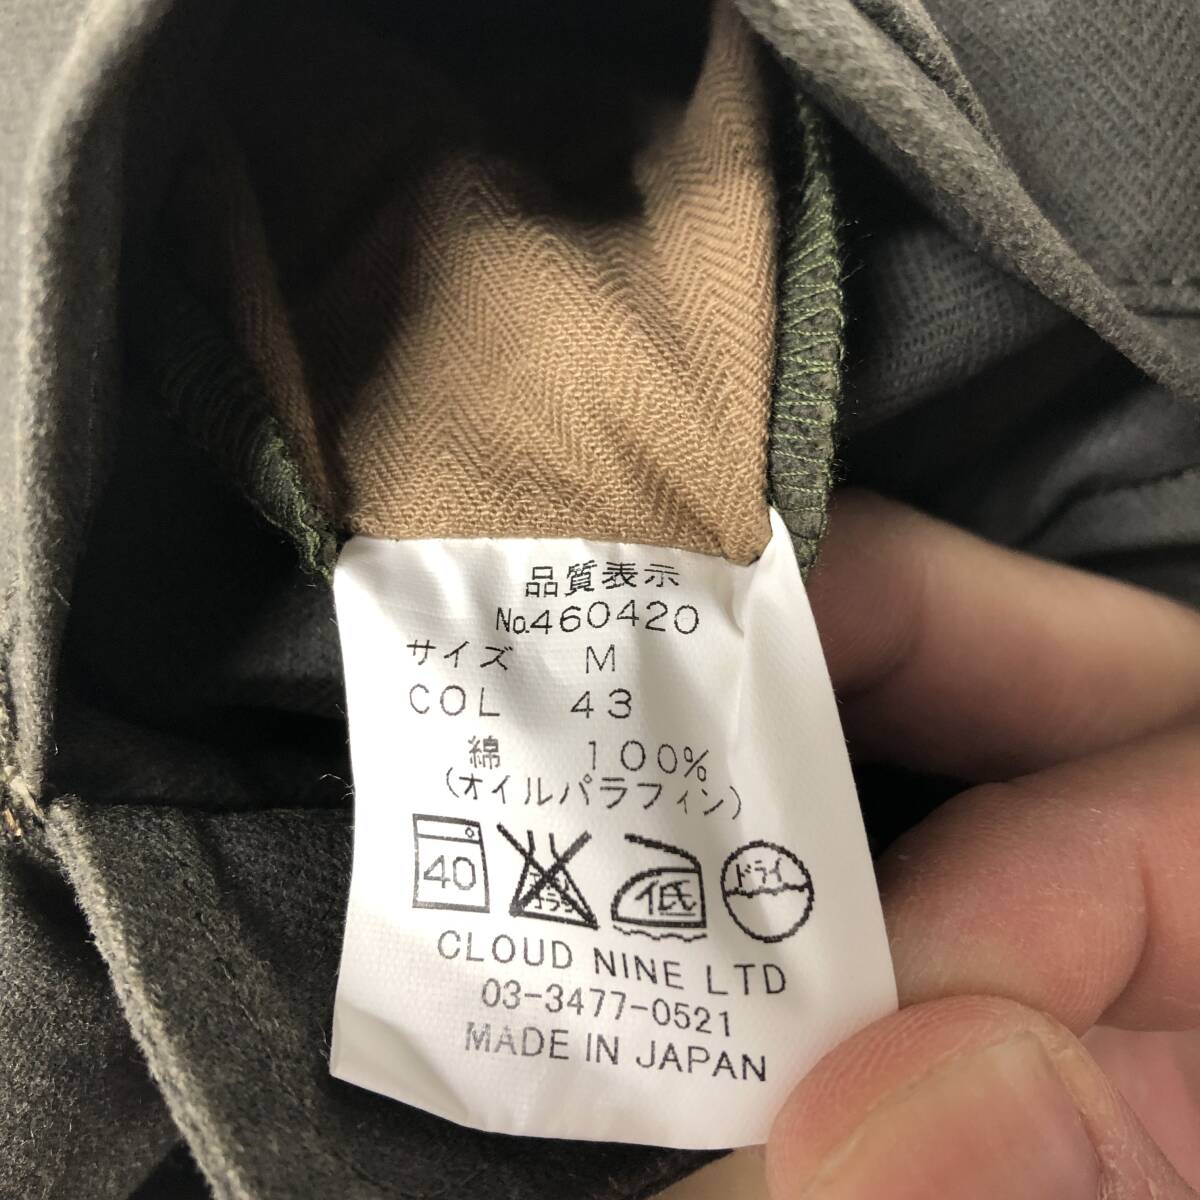 品質表示
No.460420
サイズ M
COL 43
綿 100%
(オイルパラフィン)
40
低
ドライ
CLOUD NINE LTD
03-3477-0521
MADE IN JAPAN